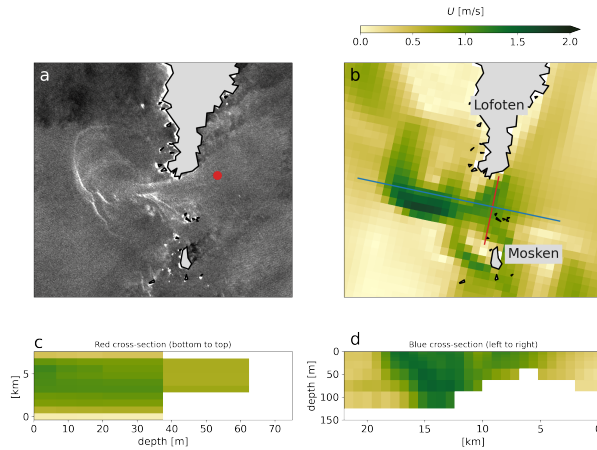 U [m/s]
0.0 0.5 1.0 1.5 2.0
a
b
Lofoten
Mosken
c
Red cross-section (bottom to top)
5
0
[km]
0 10 20 30 40 50 60 70
depth [m]
d
Blue cross-section (left to right)
0
50
100
150
depth [m]
20 15 10 5 0
[km]